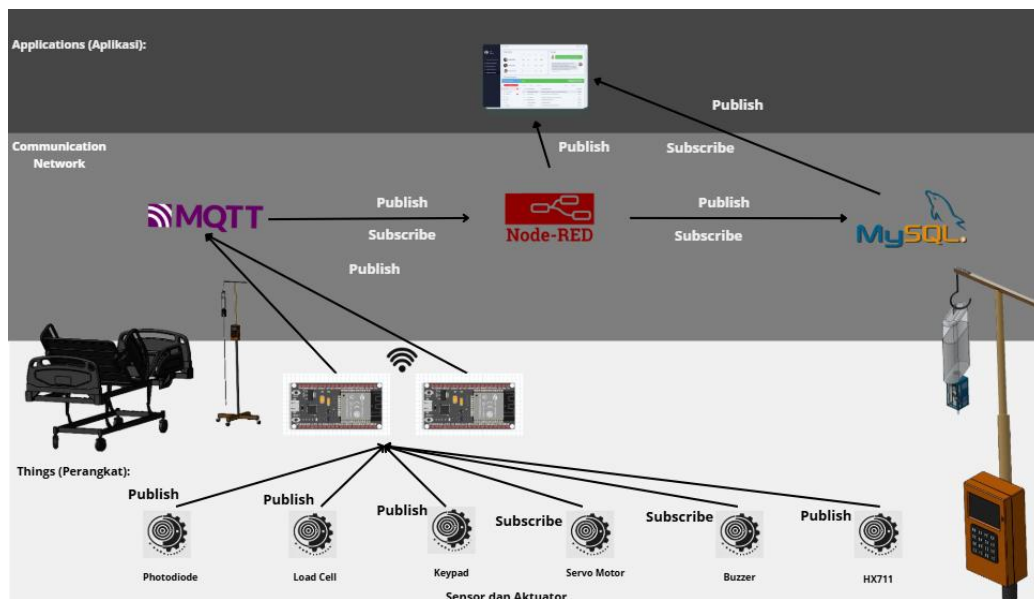 Applications (Aplikasi):
Publish
Communication
Network
Publish
Subscribe
MQTT
Publish
Subscribe
Node-RED
Publish
Subscribe
MySQL
Publish
Things (Perangkat):
Publish
Publish
Publish
Subscribe
Subscribe
Publish
Photodiode
Load Cell
Keypad
Servo Motor
Buzzer
HX711
Sensor dan Aktuator